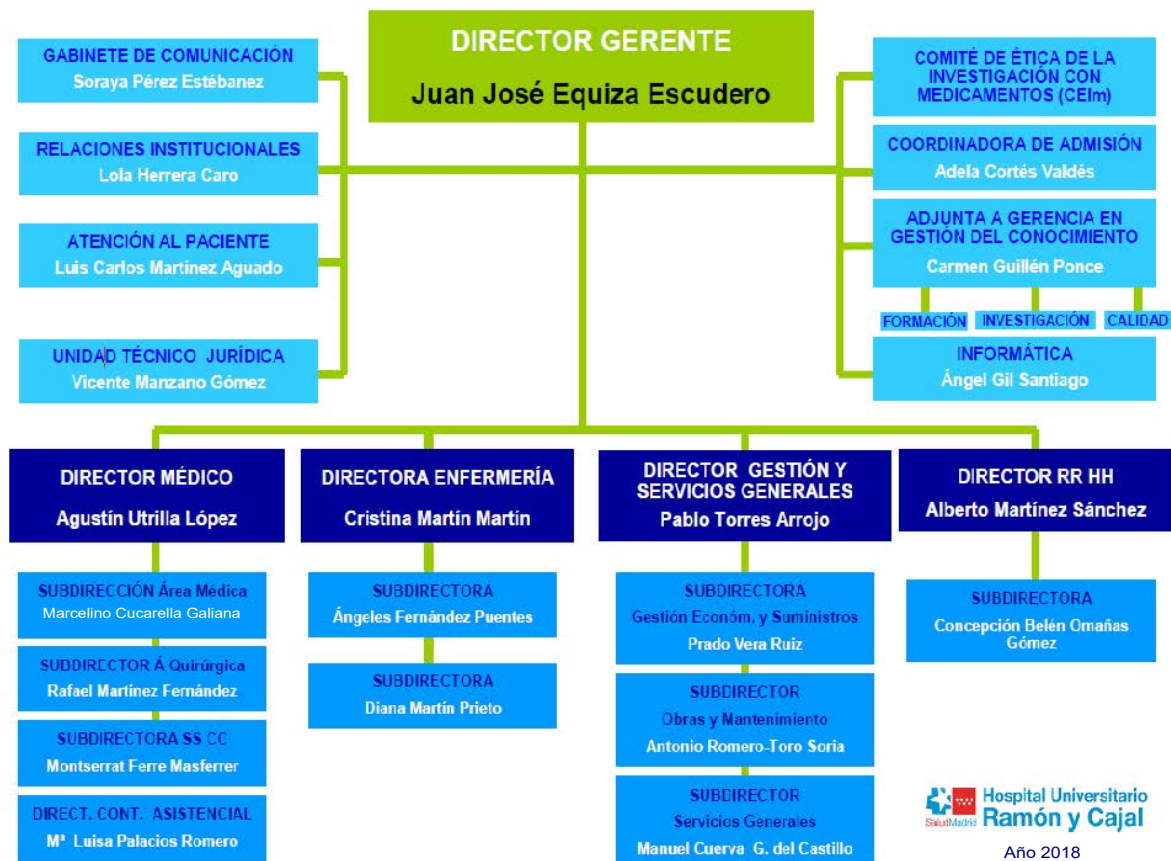 DIRECTOR GERENTE
Juan José Equiza Escudero
GABINETE DE COMUNICACIÓN
Soraya Pérez Estébanez
RELACIONES INSTITUCIONALES
Lola Herrera Caro
ATENCIÓN AL PACIENTE
Luis Carlos Martínez Aguado
UNIDAD TÉCNICO JURÍDICA
Vicente Manzano Gómez
COMITÉ DE ÉTICA DE LA
INVESTIGACIÓN CON
MEDICAMENTOS (CEIm)
COORDINADORA DE ADMISIÓN
Adela Cortés Valdés
ADJUNTA A GERENCIA EN
GESTIÓN DEL CONOCIMIENTO
Carmen Guillén Ponce
FORMACIÓN
INVESTIGACIÓN
CALIDAD
INFORMÁTICA
Ángel Gil Santiago
DIRECTOR MÉDICO
Agustín Utrilla López
SUBDIRECCIÓN Área Médica
Marcelino Cucarella Galiana
SUBDIRECTOR Á Quirúrgica
Rafael Martínez Fernández
SUBDIRECTORA SS CC
Montserrat Ferre Masferrer
DIRECT. CONT. ASISTENCIAL
Mª Luisa Palacios Romero
DIRECTORA ENFERMERÍA
Cristina Martín Martín
SUBDIRECTORA
Ángeles Fernández Puentes
SUBDIRECTORA
Diana Martín Prieto
DIRECTOR GESTIÓN Y
SERVICIOS GENERALES
Pablo Torres Arrojo
SUBDIRECTORA
Gestión Económ. y Suministros
Prado Vera Ruiz
SUBDIRECTOR
Obras y Mantenimiento
Antonio Romero-Toro Soria
SUBDIRECTOR
Servicios Generales
Manuel Cuerva G. del Castillo
DIRECTOR RR HH
Alberto Martínez Sánchez
SUBDIRECTORA
Concepción Belén Omañas
Gómez
SaludMadrid
Hospital Universitario
Ramón y Cajal
Año 2018